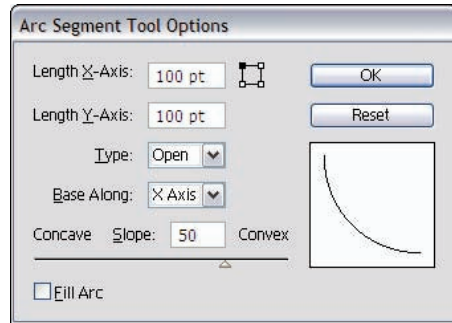 Arc Segment Tool Options
Length X-Axis: 100 pt
OK
Length Y-Axis: 100 pt
Reset
Type: Open
Base Along: X Axis
Concave Slope: 50 Convex
Fill Arc